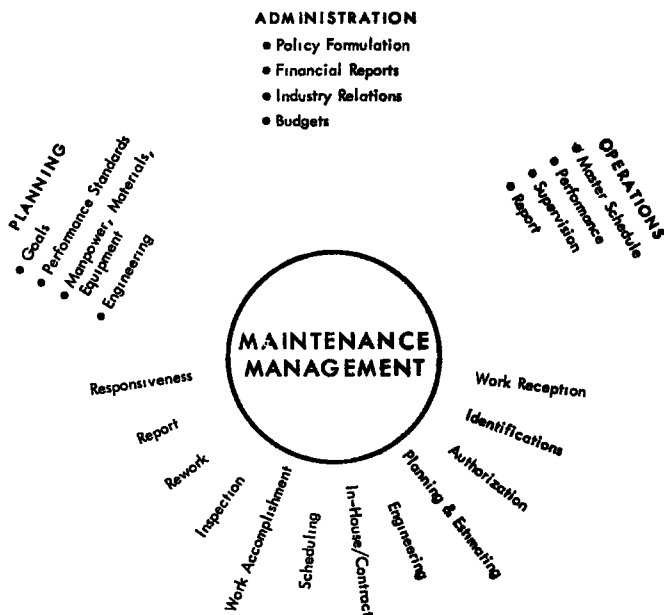 ADMINISTRATION
• Policy Formulation
• Financial Reports
• Industry Relations
• Budgets
PLANNING
• Goals
• Performance Standards
• Manpower, Materials,
Equipment
• Engineering
OPERATIONS
• Master Schedule
• Performance
• Supervision
• Report
MAINTENANCE
MANAGEMENT
Work Reception
Identifications
Authorization
Planning & Estimating
Engineering
In-House/Contract
Scheduling
Work Accomplishment
Inspection
Rework
Report
Responsiveness